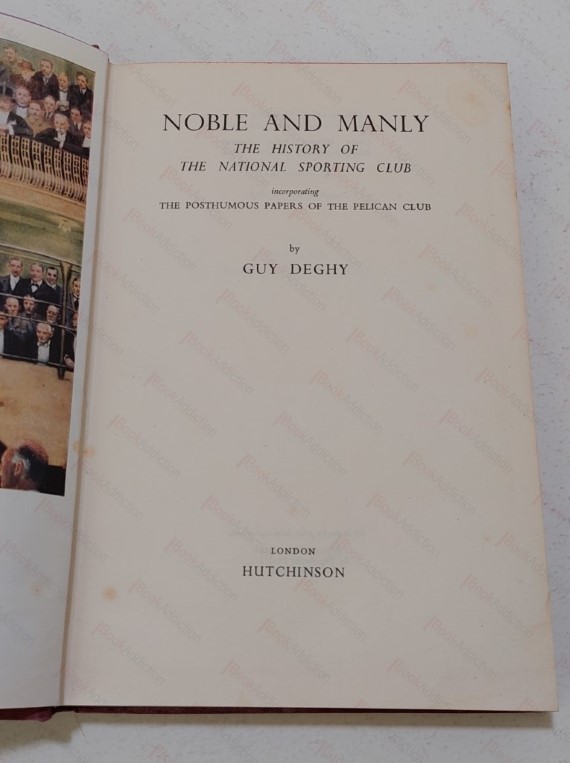 NOBLE AND MANLY
THE HISTORY OF
THE NATIONAL SPORTING CLUB
incorporating
THE POSTHUMOUS PAPERS OF THE PELICAN CLUB
by
GUY DEGHY
LONDON
HUTCHINSON
BookAddiction